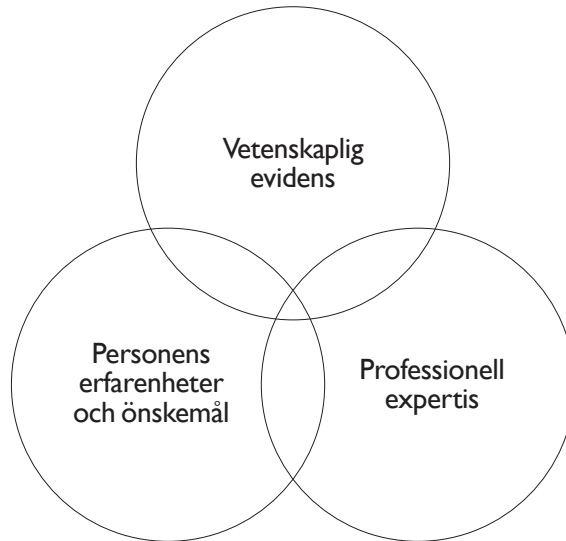 Vetenskaplig
evidens
Personens
erfarenheter
och önskemål
Professionell
expertis